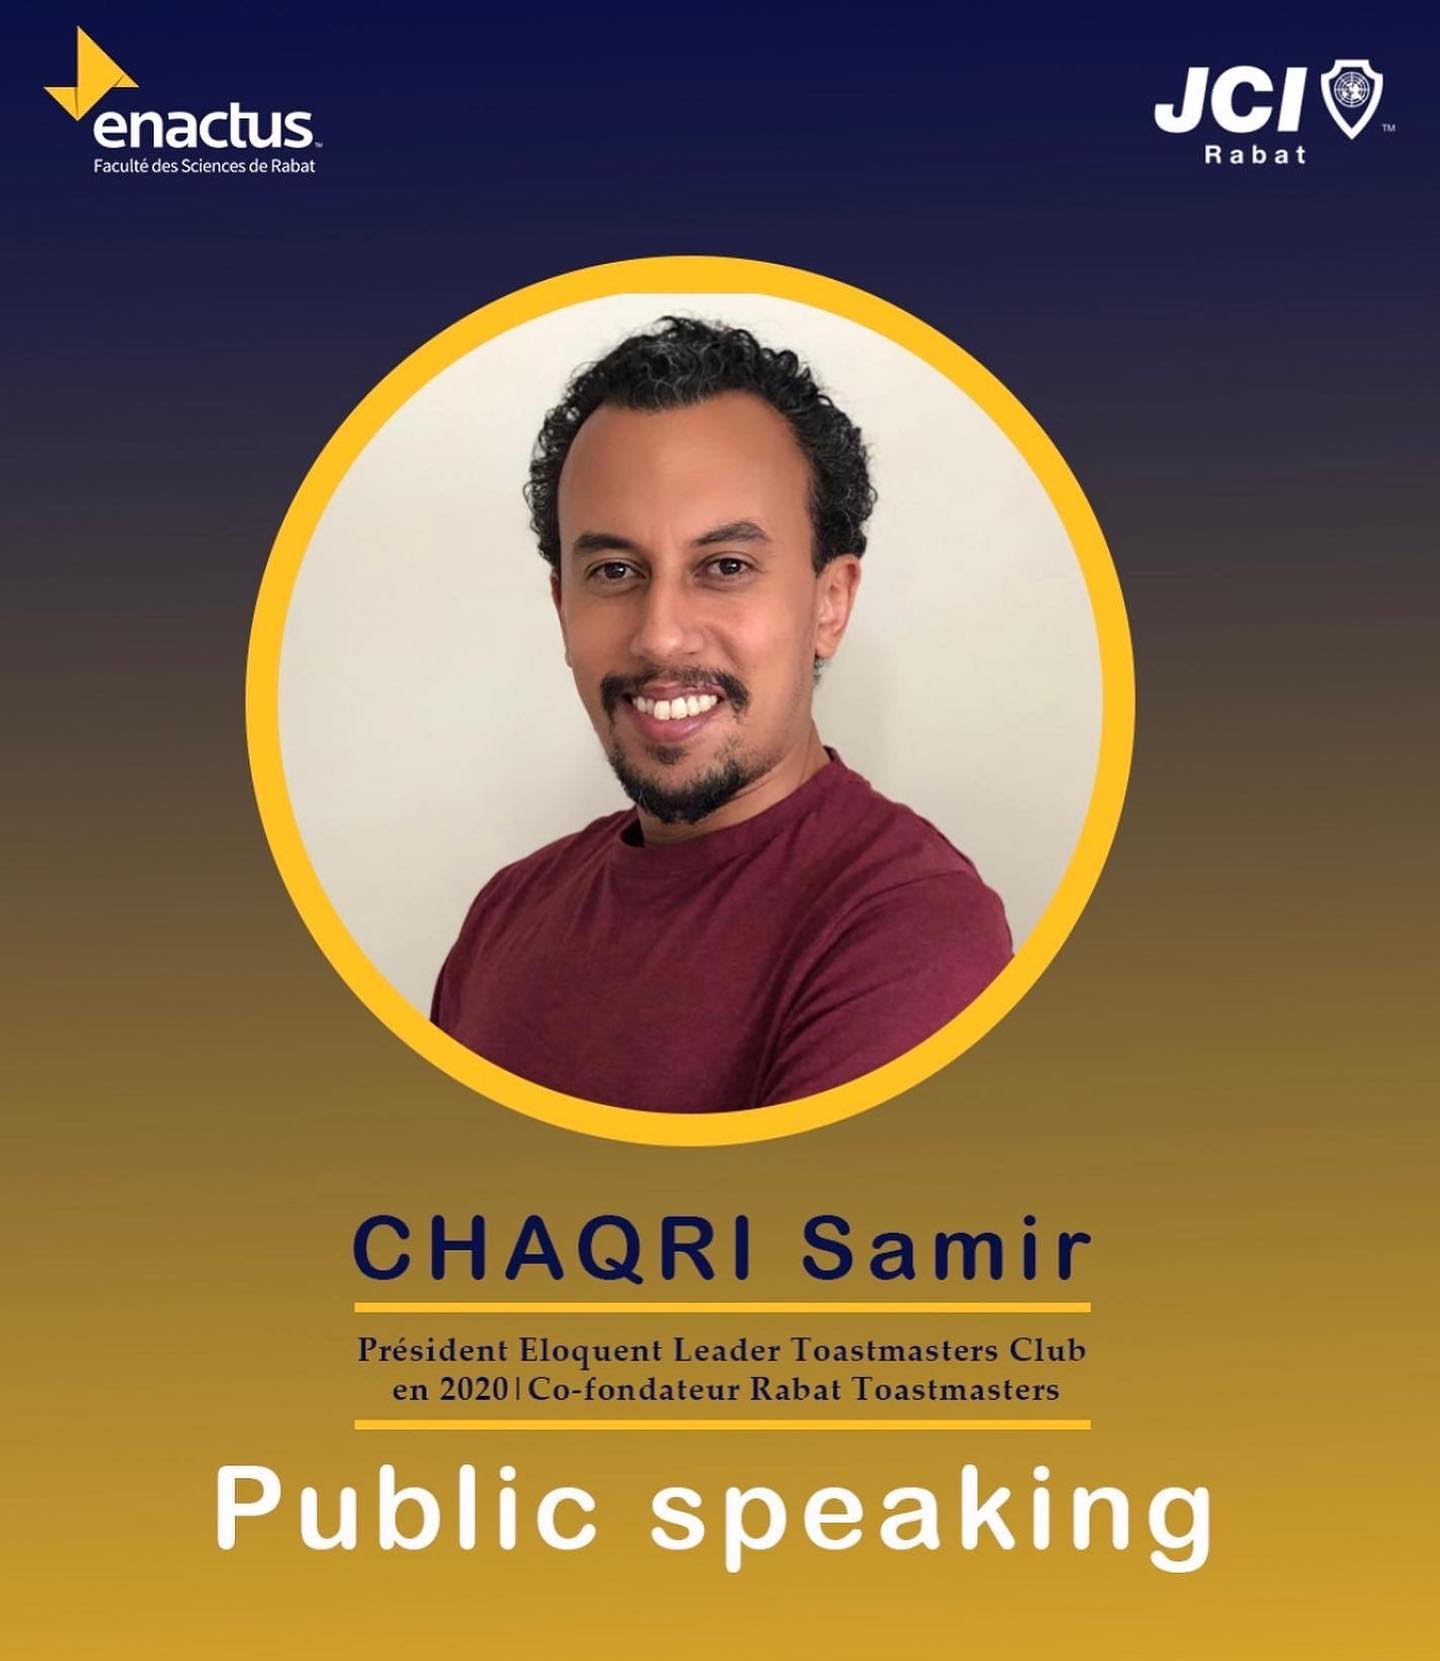 enactus
Faculté des Sciences de Rabat
JCI
Rabat
CHAQRI Samir
Président Eloquent Leader Toastmasters Club
en 2020|Co-fondateur Rabat Toastmasters
Public speaking